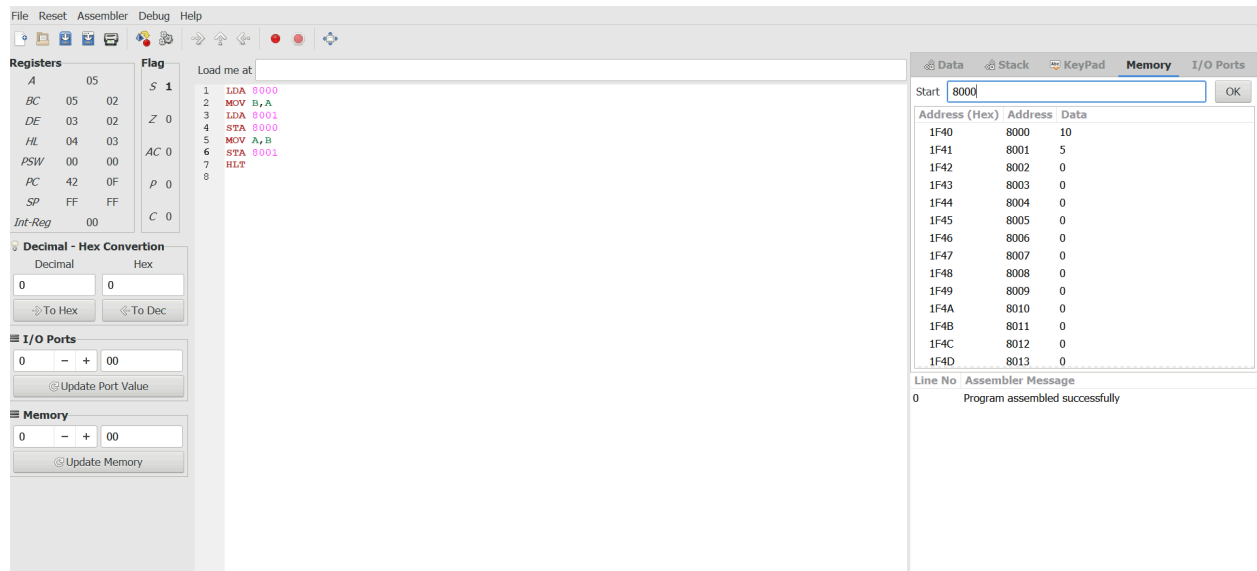 File Reset Assembler Debug Help
Registers
A 05
BC 05 02
DE 03 02
HL 04 03
PSW 00 00
PC 42 0F
SP FF FF
Int-Reg 00
Flag
S 1
Z 0
AC 0
P 0
C 0
Decimal - Hex Convertion
Decimal Hex
0 0
To Hex To Dec
I/O Ports
0 − + 00
Update Port Value
Memory
0 − + 00
Update Memory
Load me at
1 LDA 8000
2 MOV B,A
3 LDA 8001
4 STA 8000
5 MOV A,B
6 STA 8001
7 HLT
8
Data Stack KeyPad Memory I/O Ports
Start 8000 OK
Address (Hex) Address Data
1F40 8000 10
1F41 8001 5
1F42 8002 0
1F43 8003 0
1F44 8004 0
1F45 8005 0
1F46 8006 0
1F47 8007 0
1F48 8008 0
1F49 8009 0
1F4A 8010 0
1F4B 8011 0
1F4C 8012 0
1F4D 8013 0
Line No Assembler Message
0 Program assembled successfully